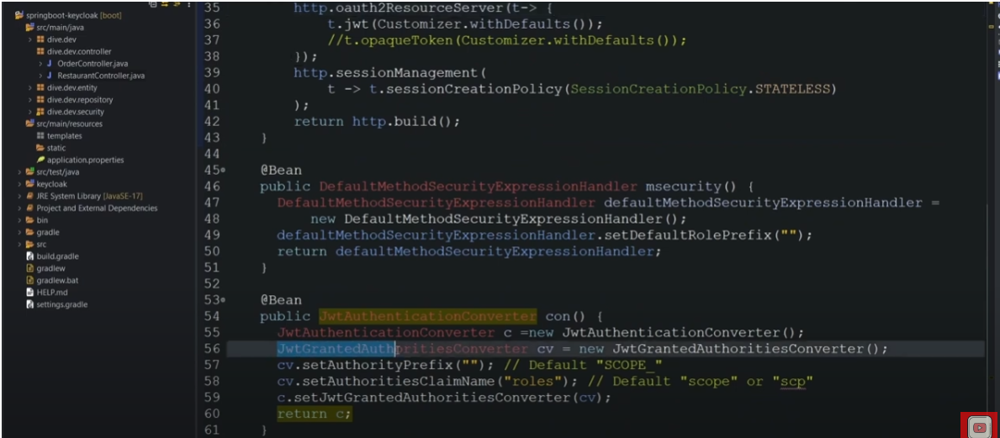 springboot-keycloak [boot]
src/main/java
dive.dev
dive.dev.controller
OrderController.java
RestaurantController.java
dive.dev.entity
dive.dev.repository
dive.dev.security
src/main/resources
templates
static
application.properties
src/test/java
keycloak
JRE System Library [JavaSE-17]
Project and External Dependencies
bin
gradle
src
build.gradle
gradlew
gradlew.bat
HELP.md
settings.gradle
35 http.oauth2ResourceServer(t-> {
36 t.jwt(Customizer.withDefaults());
37 //t.opaqueToken(Customizer.withDefaults());
38 });
39 http.sessionManagement(
40 t -> t.sessionCreationPolicy(SessionCreationPolicy.STATELESS)
41 );
42 return http.build();
43 }
44
45 @Bean
46 public DefaultMethodSecurityExpressionHandler msecurity() {
47 DefaultMethodSecurityExpressionHandler defaultMethodSecurityExpressionHandler =
48 new DefaultMethodSecurityExpressionHandler();
49 defaultMethodSecurityExpressionHandler.setDefaultRolePrefix("");
50 return defaultMethodSecurityExpressionHandler;
51 }
52
53 @Bean
54 public JwtAuthenticationConverter con() {
55 JwtAuthenticationConverter c =new JwtAuthenticationConverter();
56 JwtGrantedAuthoritiesConverter cv = new JwtGrantedAuthoritiesConverter();
57 cv.setAuthorityPrefix(""); // Default "SCOPE_"
58 cv.setAuthoritiesClaimName("roles"); // Default "scope" or "scp"
59 c.setJwtGrantedAuthoritiesConverter(cv);
60 return c;
61 }